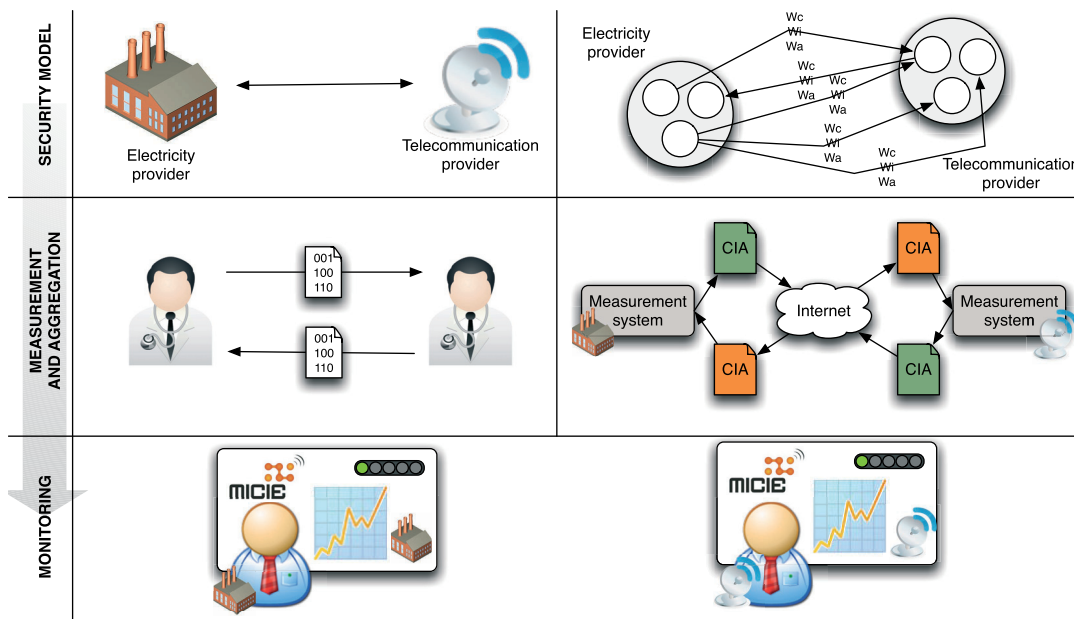 SECURITY MODEL
Electricity
provider
Telecommunication
provider
Electricity
provider
Wc
Wi
Wa
Wc
Wi
Wa
Wc
Wi
Wa
Wc
Wi
Wa
Wc
Wi
Wa
Telecommunication
provider
MEASUREMENT
AND AGGREGATION
001
100
110
001
100
110
CIA
CIA
Measurement
system
Internet
Measurement
system
CIA
CIA
MONITORING
MICIE
MICIE